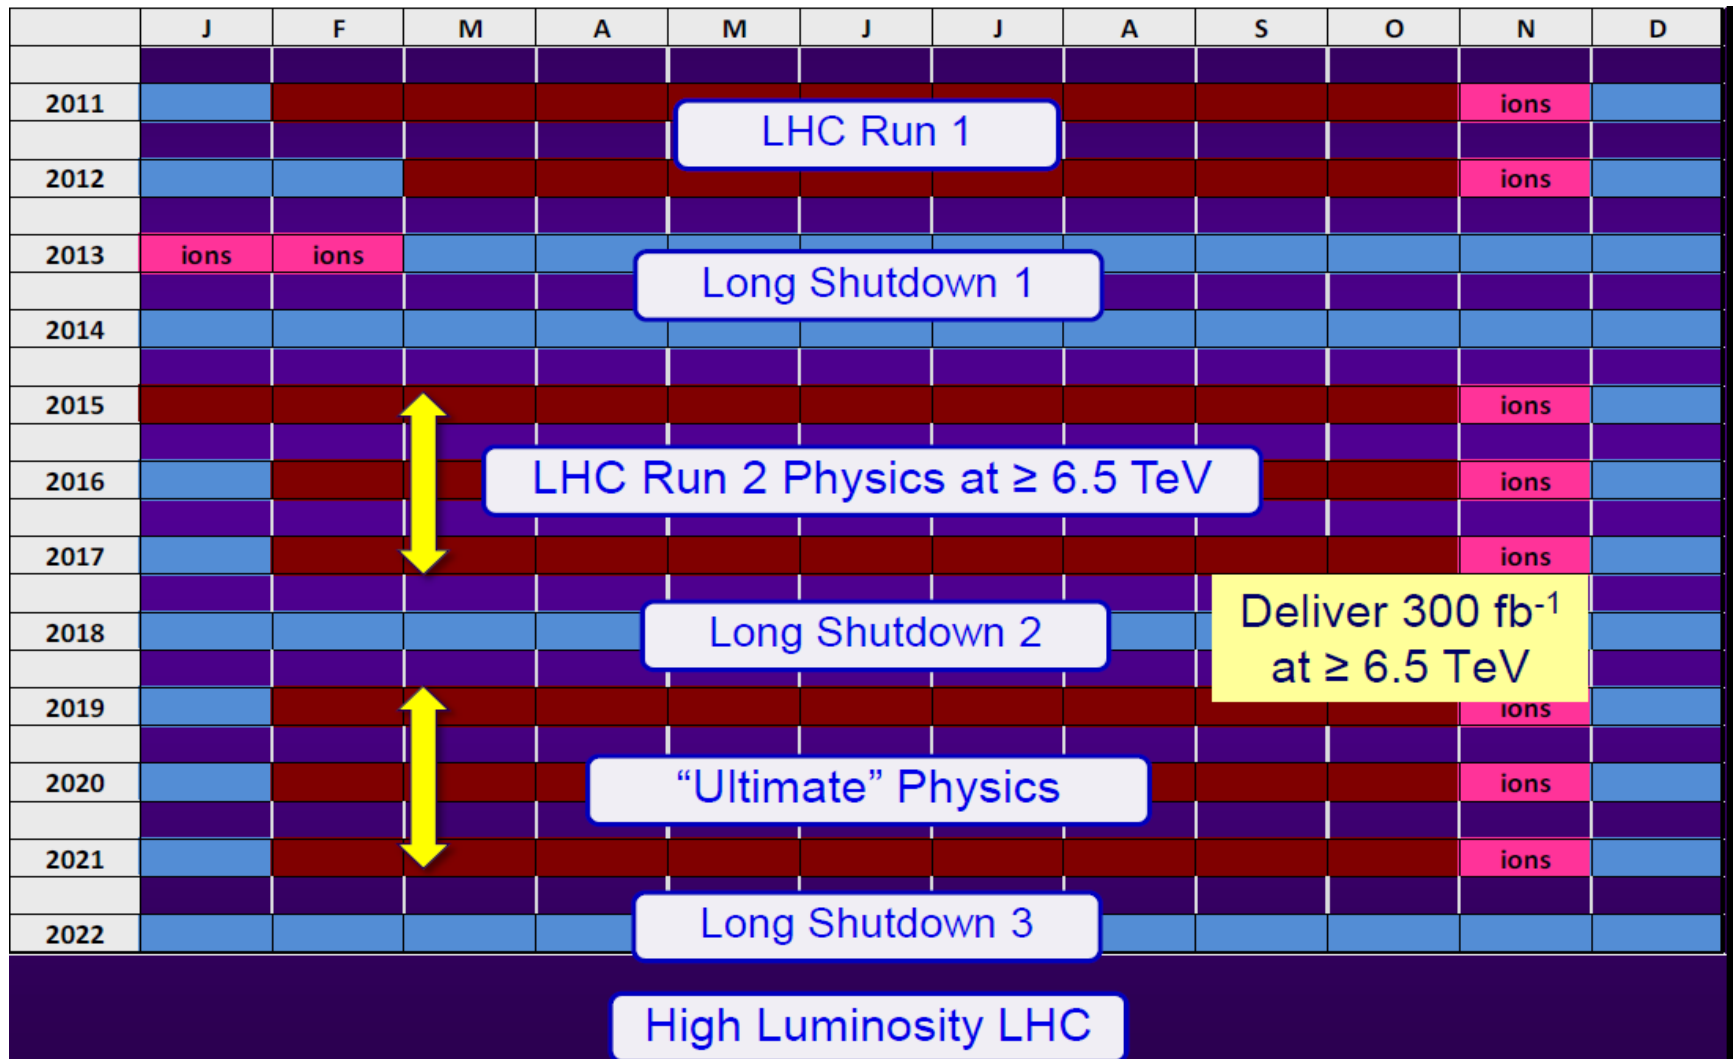 J F M A M J J A S O N D
2011 ions
LHC Run 1
2012 ions
2013 ions ions
Long Shutdown 1
2014
2015 ions
2016 LHC Run 2 Physics at ≥ 6.5 TeV ions
2017 ions
Deliver 300 fb⁻¹
2018 Long Shutdown 2
at ≥ 6.5 TeV
2019 ions
2020 “Ultimate” Physics ions
2021 ions
Long Shutdown 3
2022
High Luminosity LHC